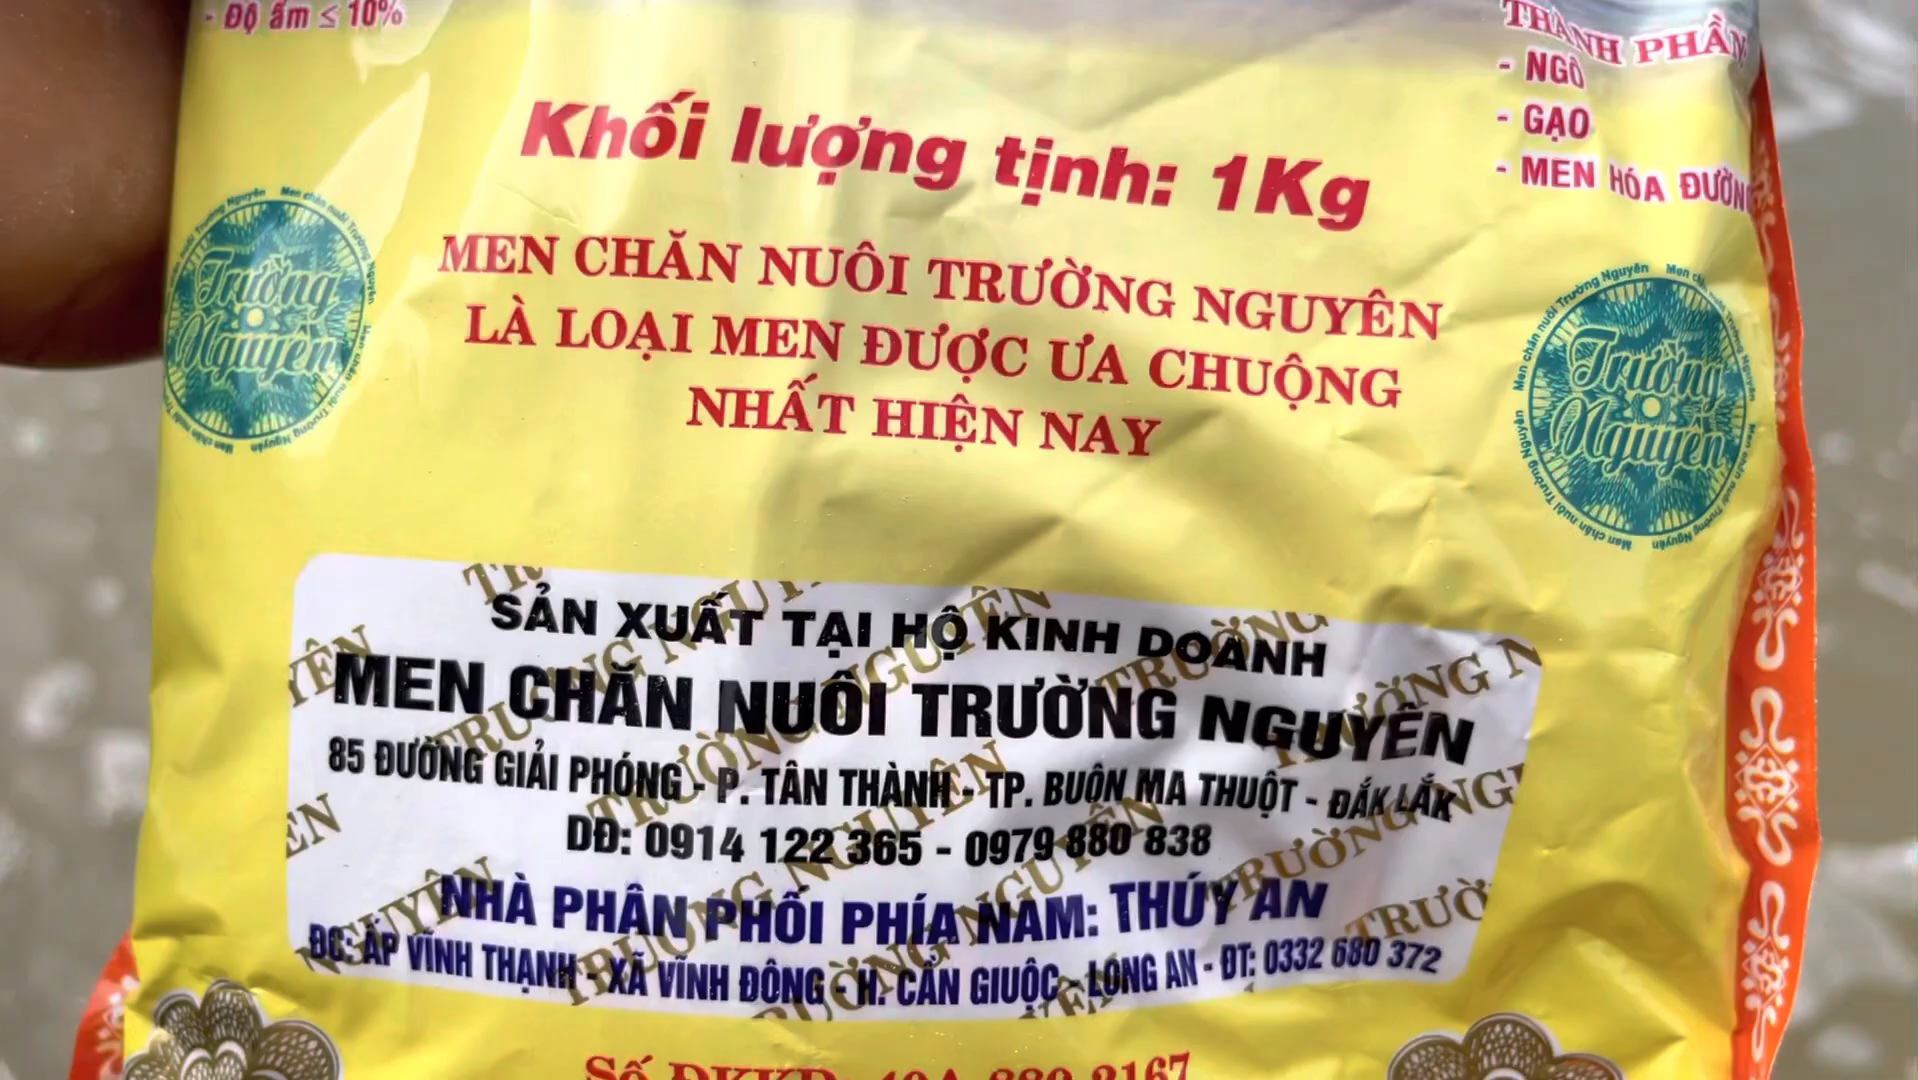 - Độ ẩm ≤ 10%
THÀNH PHẦN
- NGÔ
- GẠO
- MEN HÓA ĐƯỜNG
Khối lượng tịnh: 1Kg
MEN CHĂN NUÔI TRƯỜNG NGUYÊN
LÀ LOẠI MEN ĐƯỢC ƯA CHUỘNG
NHẤT HIỆN NAY
Trường
Nguyên
Trường
Nguyên
SẢN XUẤT TẠI HỘ KINH DOANH
MEN CHĂN NUÔI TRƯỜNG NGUYÊN
85 ĐƯỜNG GIẢI PHÓNG - P. TÂN THÀNH - TP. BUÔN MA THUỘT - ĐẮK LẮK
DĐ: 0914 122 365 - 0979 880 838
NHÀ PHÂN PHỐI PHÍA NAM: THÚY AN
ĐC: ẤP VĨNH THẠNH - XÃ VĨNH ĐÔNG - H. CẦN GIUỘC - LONG AN - ĐT: 0332 680 372